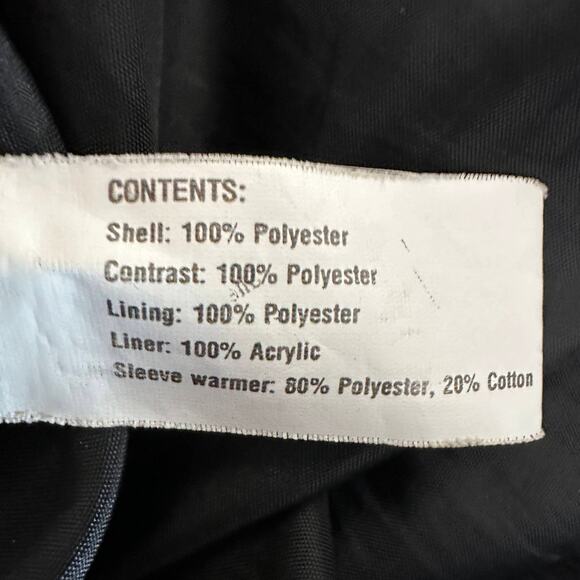 CONTENTS:
Shell: 100% Polyester
Contrast: 100% Polyester
Lining: 100% Polyester
Liner: 100% Acrylic
Sleeve warmer: 80% Polyester, 20% Cotton